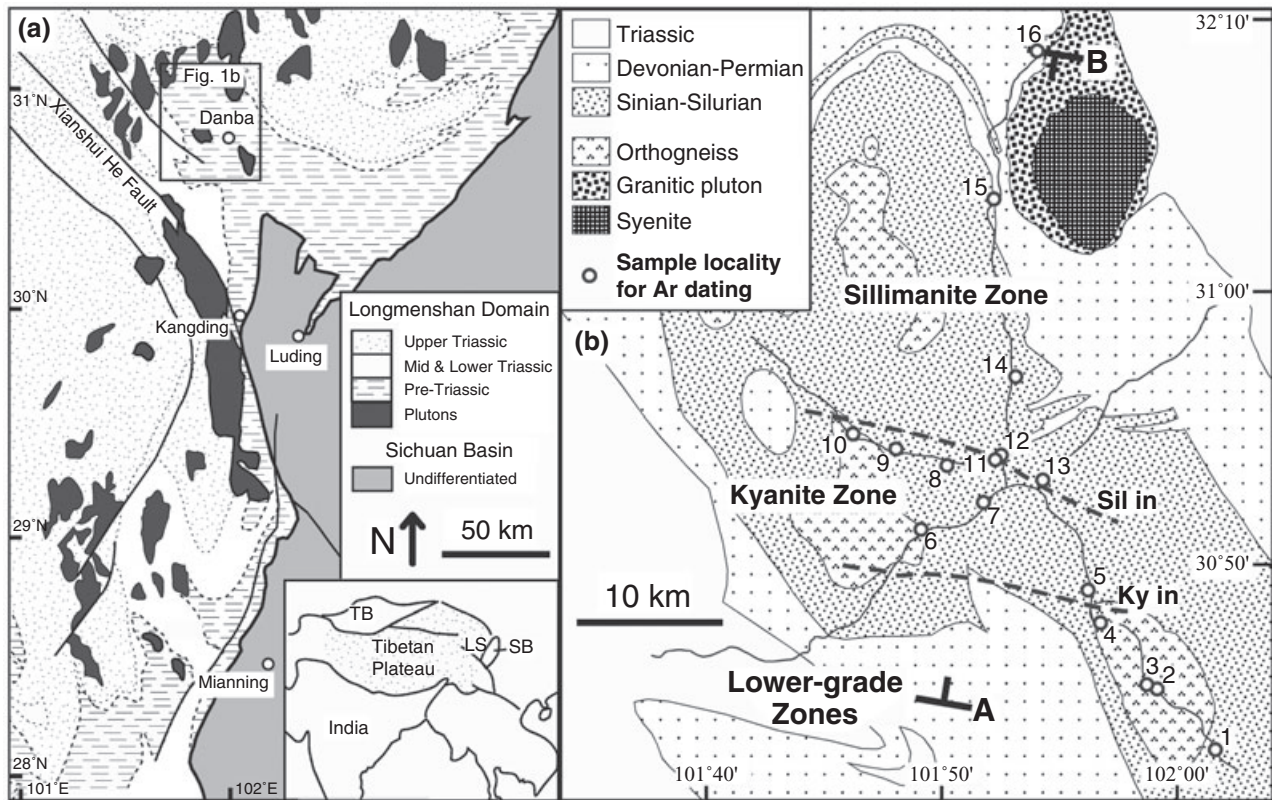 (a)
Fig. 1b
31°N
Danba
Xianshui He Fault
30°N
Kangding
Luding
Longmenshan Domain
Upper Triassic
Mid & Lower Triassic
Pre-Triassic
Plutons
Sichuan Basin
Undifferentiated
N
50 km
29°N
Mianning
28°N
101°E
102°E
TB
Tibetan
Plateau
LS
SB
India
Triassic
Devonian-Permian
Sinian-Silurian
Orthogneiss
Granitic pluton
Syenite
Sample locality
for Ar dating
(b)
32°10'
16
B
15
Sillimanite Zone
31°00'
14
10
9
8
11
12
13
Kyanite Zone
Sil in
7
6
30°50'
5
Ky in
10 km
4
3
2
Lower-grade
Zones
A
1
101°40'
101°50'
102°00'